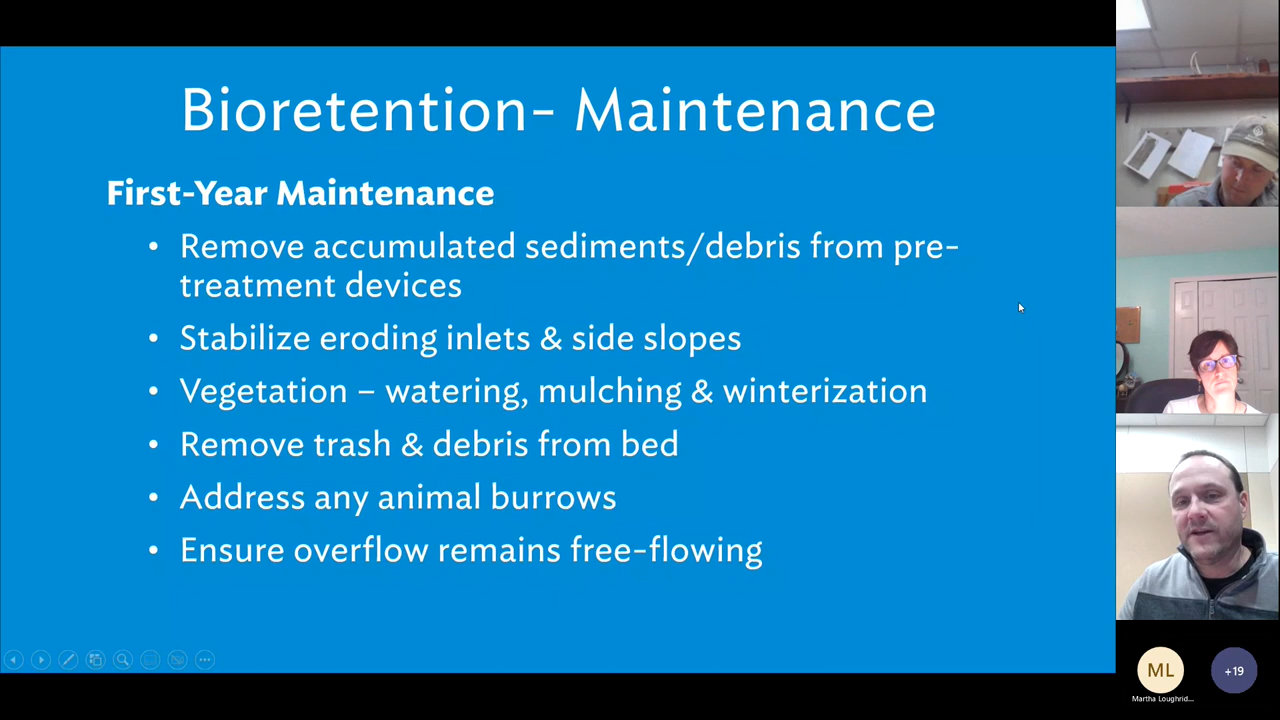 Bioretention- Maintenance
First-Year Maintenance
• Remove accumulated sediments/debris from pre-
treatment devices
• Stabilize eroding inlets & side slopes
• Vegetation – watering, mulching & winterization
• Remove trash & debris from bed
• Address any animal burrows
• Ensure overflow remains free-flowing
ML
+19
Martha Loughrid...